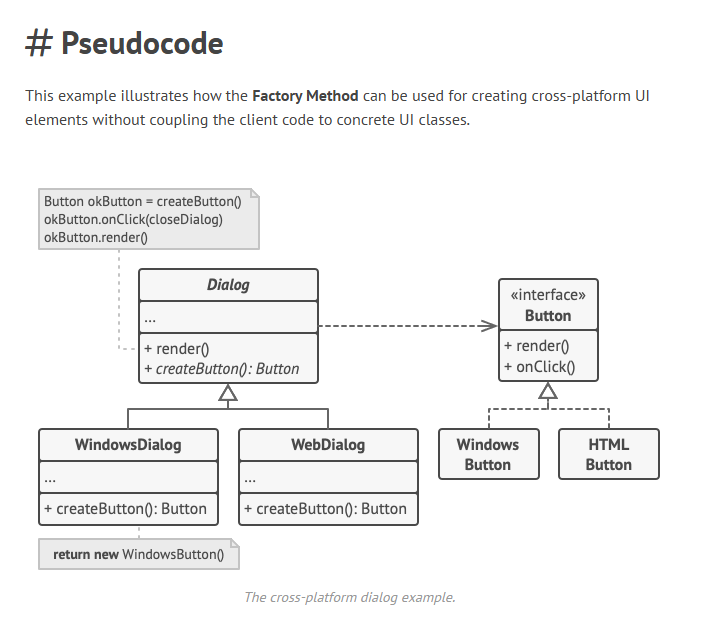 # Pseudocode
This example illustrates how the Factory Method can be used for creating cross-platform UI
elements without coupling the client code to concrete UI classes.
Button okButton = createButton()
okButton.onClick(closeDialog)
okButton.render()
Dialog
...
+ render()
+ createButton(): Button
«interface»
Button
+ render()
+ onClick()
WindowsDialog
...
+ createButton(): Button
WebDialog
...
+ createButton(): Button
Windows
Button
HTML
Button
return new WindowsButton()
The cross-platform dialog example.